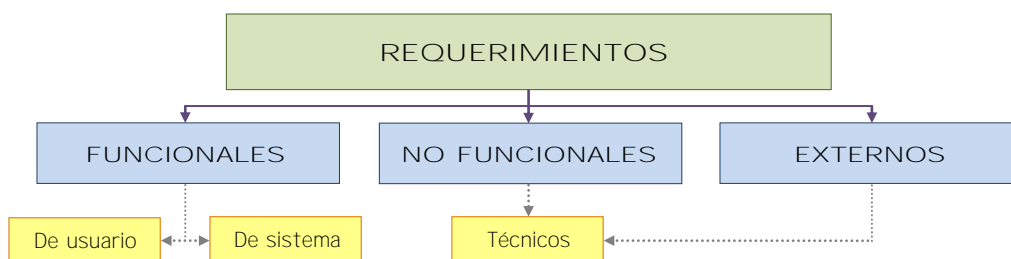 REQUERIMIENTOS
FUNCIONALES
NO FUNCIONALES
EXTERNOS
De usuario
De sistema
Técnicos